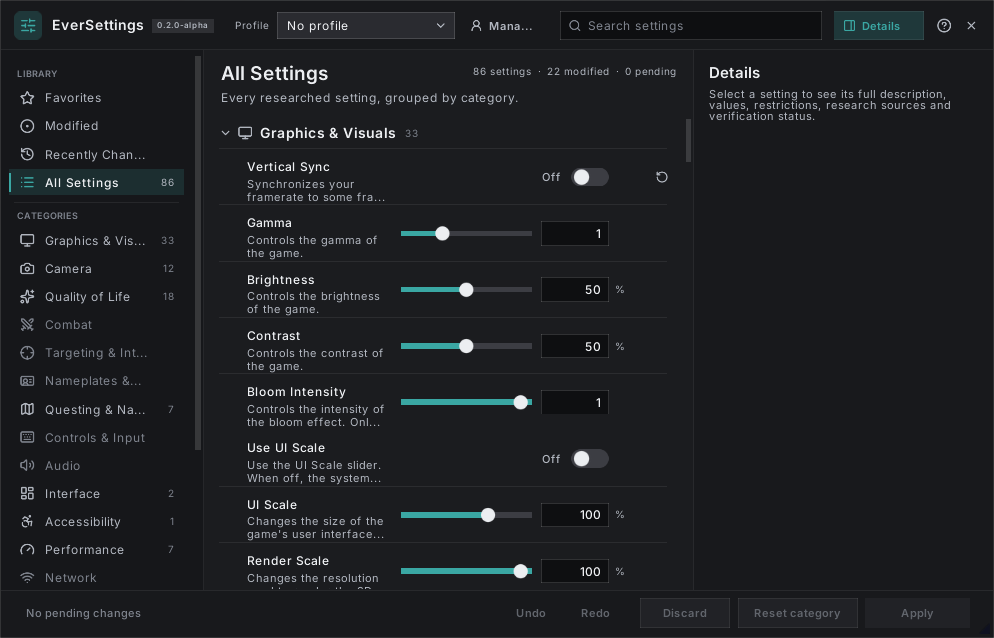 EverSettings 0.2.0-alpha Profile No profile Mana... Search settings Details
LIBRARY
Favorites
Modified
Recently Chan...
All Settings 86
CATEGORIES
Graphics & Vis... 33
Camera 12
Quality of Life 18
Combat
Targeting & Int...
Nameplates &...
Questing & Na... 7
Controls & Input
Audio
Interface 2
Accessibility 1
Performance 7
Network
All Settings
86 settings · 22 modified · 0 pending
Every researched setting, grouped by category.
Graphics & Visuals 33
Vertical Sync
Synchronizes your
framerate to some fra...
Off
Gamma
Controls the gamma of
the game.
1
Brightness
Controls the brightness
of the game.
50 %
Contrast
Controls the contrast of
the game.
50 %
Bloom Intensity
Controls the intensity of
the bloom effect. Onl...
1
Use UI Scale
Use the UI Scale slider.
When off, the system...
Off
UI Scale
Changes the size of the
game's user interface...
100 %
Render Scale
Changes the resolution
100 %
Details
Select a setting to see its full description,
values, restrictions, research sources and
verification status.
No pending changes Undo Redo Discard Reset category Apply